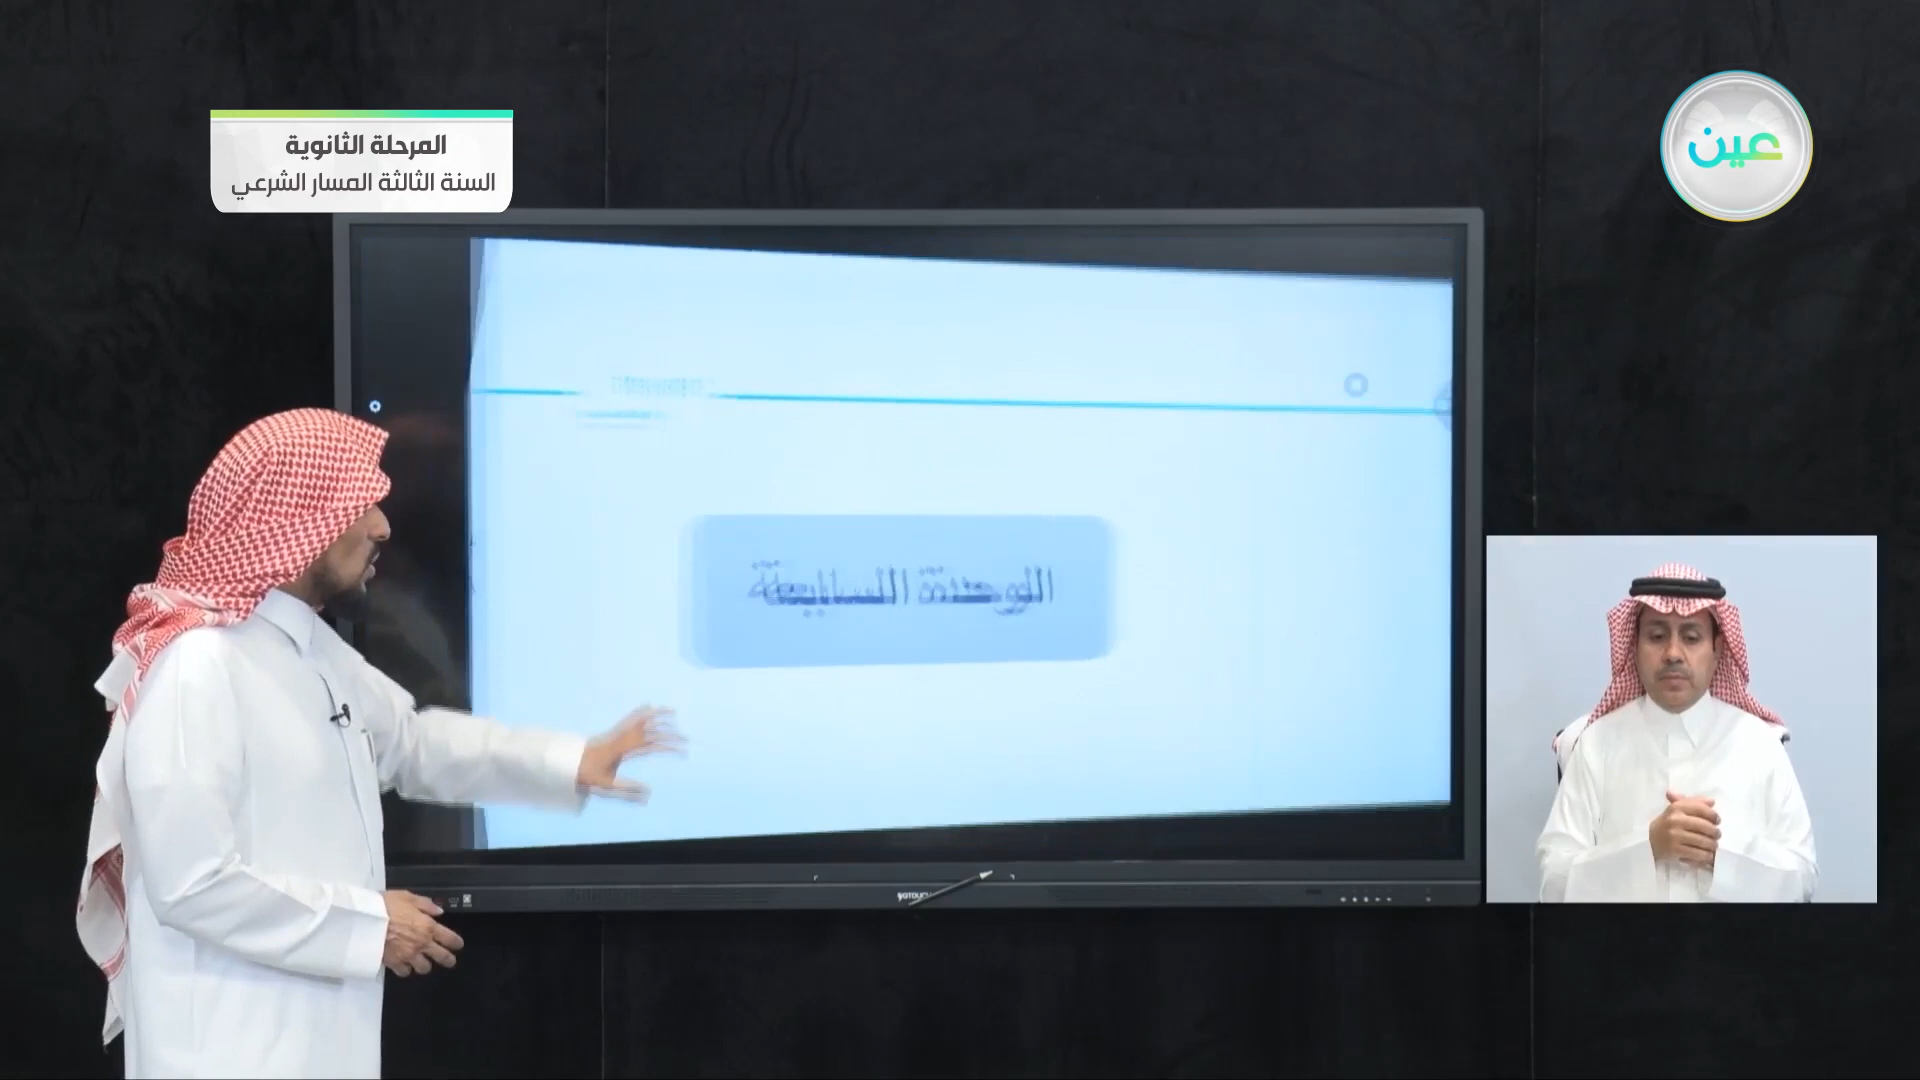 المرحلة الثانوية
السنة الثالثة المسار الشرعي
عين
الوحدة السابعة